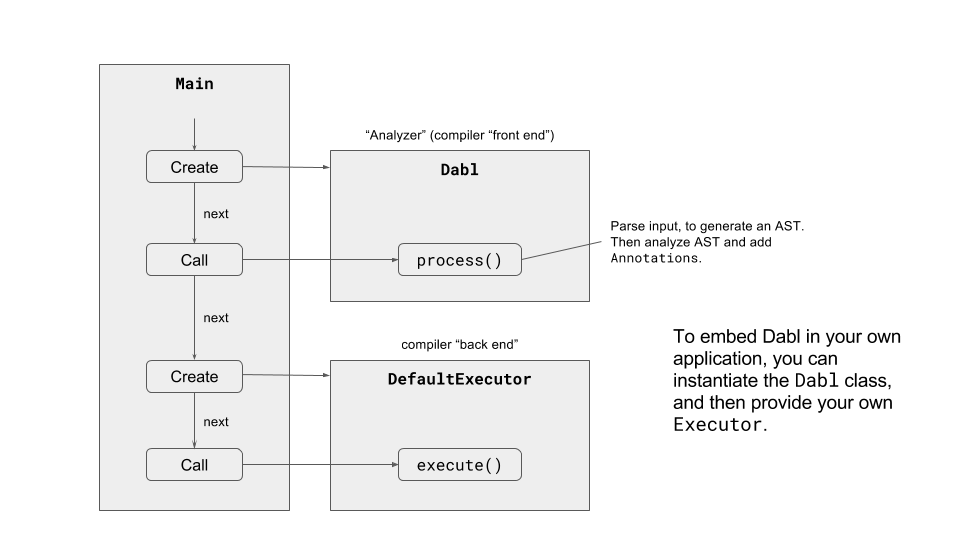 Main
“Analyzer” (compiler “front end”)
Create
Dabl
next
Parse input, to generate an AST.
Then analyze AST and add
Annotations.
Call
process()
next
To embed Dabl in your own
application, you can
instantiate the Dabl class,
and then provide your own
Executor.
compiler “back end”
Create
DefaultExecutor
next
Call
execute()